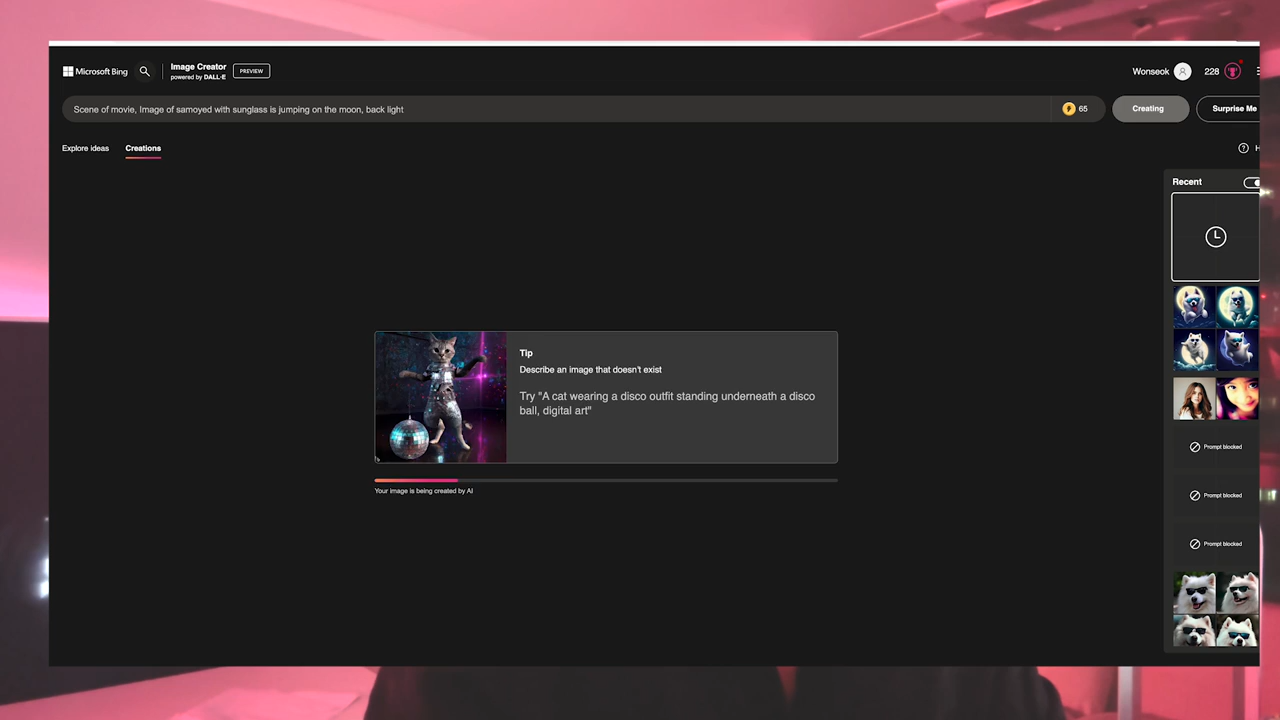 Microsoft Bing
Image Creator
powered by DALL·E
PREVIEW
Wonseok
228
Scene of movie, Image of samoyed with sunglass is jumping on the moon, back light
65
Creating
Surprise Me
Explore ideas
Creations
H
Recent
Tip
Describe an image that doesn't exist
Try "A cat wearing a disco outfit standing underneath a disco
ball, digital art"
Your image is being created by AI
Prompt blocked
Prompt blocked
Prompt blocked